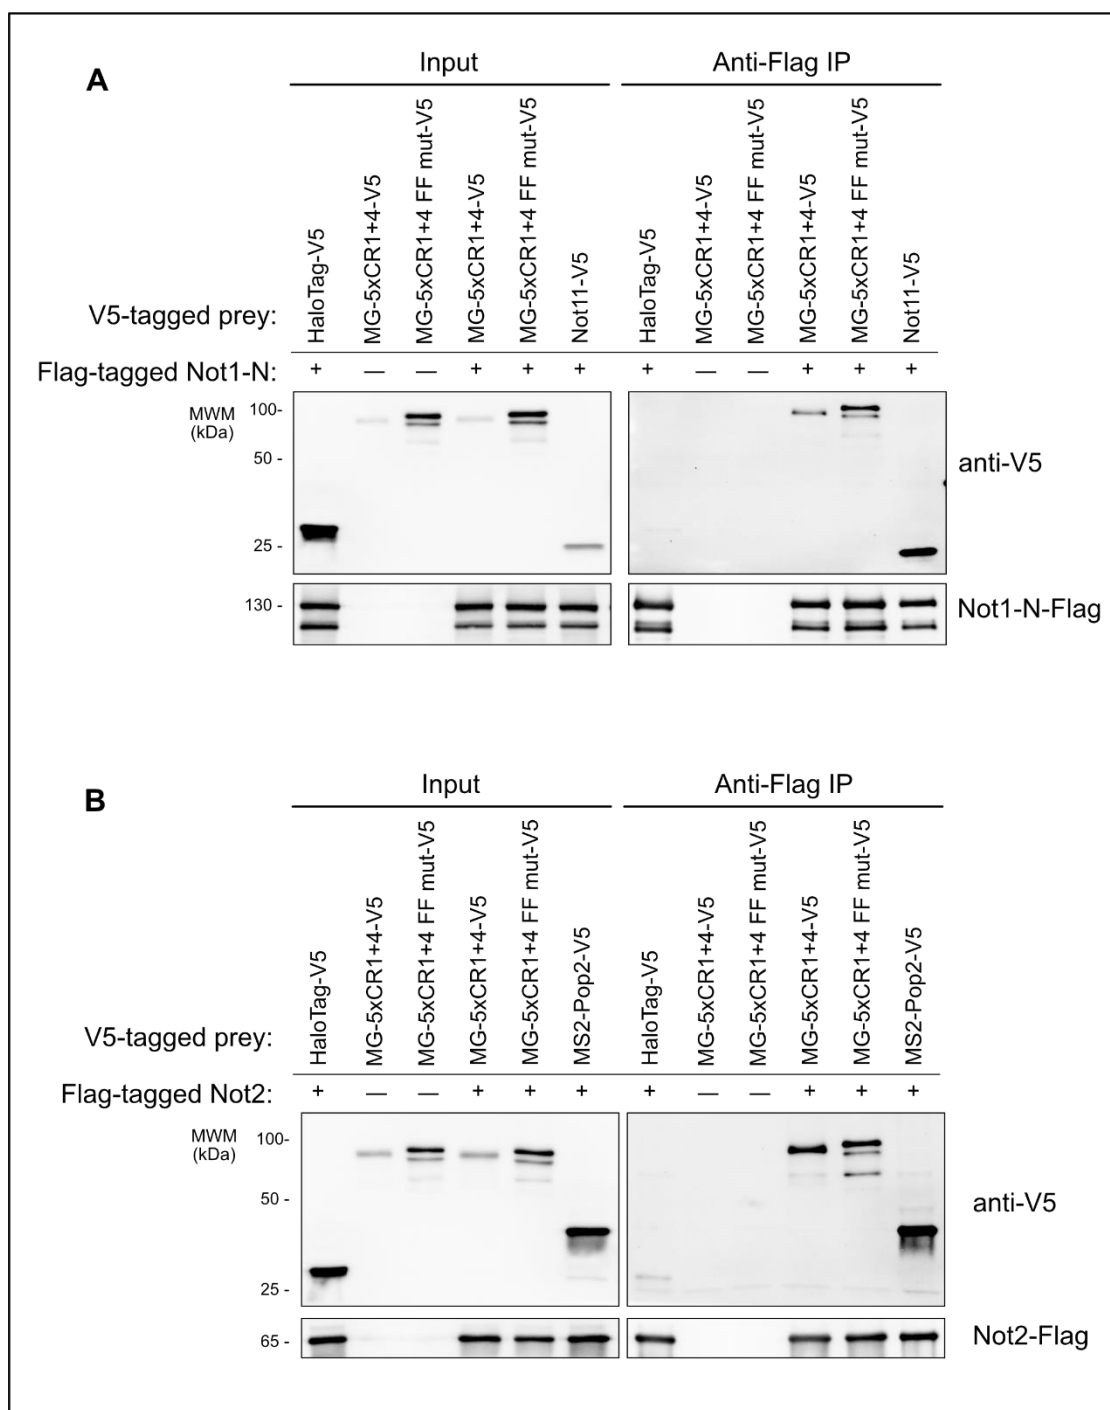 A
Input
Anti-Flag IP
V5-tagged prey:
HaloTag-V5
MG-5xCR1+4-V5
MG-5xCR1+4 FF mut-V5
MG-5xCR1+4-V5
MG-5xCR1+4 FF mut-V5
Not11-V5
HaloTag-V5
MG-5xCR1+4-V5
MG-5xCR1+4 FF mut-V5
MG-5xCR1+4-V5
MG-5xCR1+4 FF mut-V5
Not11-V5
Flag-tagged Not1-N: + — — + + + + — — + + +
MWM
(kDa)
100-
50 -
25 -
anti-V5
130 -
Not1-N-Flag
B
Input
Anti-Flag IP
V5-tagged prey:
HaloTag-V5
MG-5xCR1+4-V5
MG-5xCR1+4 FF mut-V5
MG-5xCR1+4-V5
MG-5xCR1+4 FF mut-V5
MS2-Pop2-V5
HaloTag-V5
MG-5xCR1+4-V5
MG-5xCR1+4 FF mut-V5
MG-5xCR1+4-V5
MG-5xCR1+4 FF mut-V5
MS2-Pop2-V5
Flag-tagged Not2: + — — + + + + — — + + +
MWM
(kDa)
100-
50 -
25 -
anti-V5
65 -
Not2-Flag